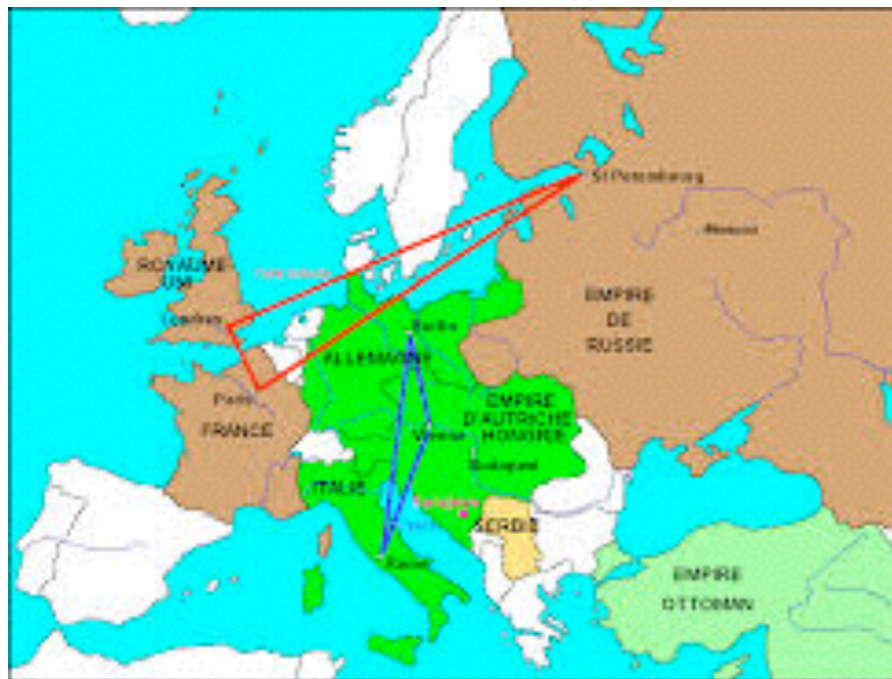 St Petersbourg
Moscou
ROYAUME-
UNI
EMPIRE
DE
RUSSIE
Londres
Berlin
ALLEMAGNE
EMPIRE
D'AUTRICHE
HONGRIE
Paris
FRANCE
Vienne
Budapest
ITALIE
Sarajevo
SERBIE
Rome
EMPIRE
OTTOMAN